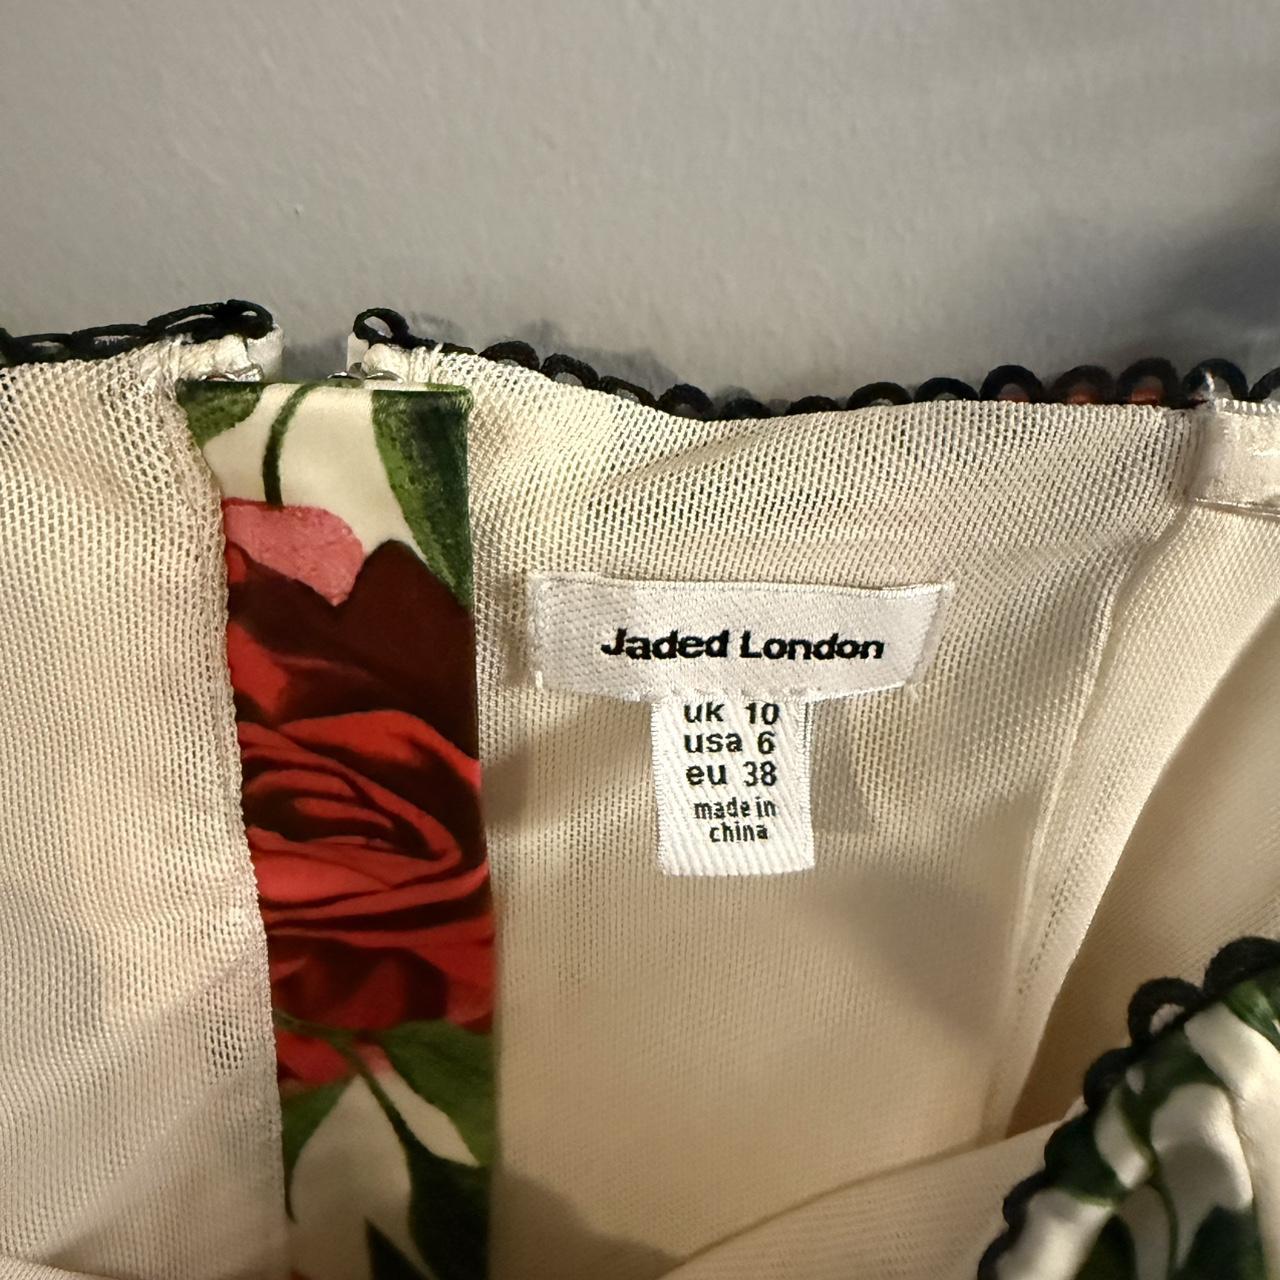 Jaded London
uk 10
usa 6
eu 38
made in
china